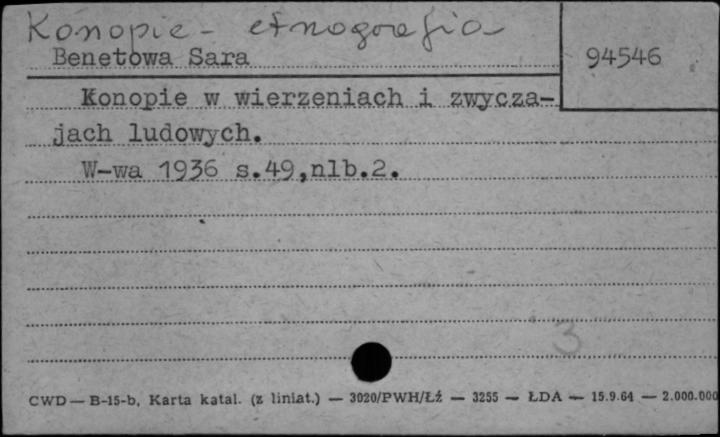 Konopie - etnografia
Benetowa Sara
94546
Konopie w wierzeniach i zwycza-
jach ludowych.
W-wa 1936 s.49,nlb.2.
3
CWD — B-15-b, Karta katal. (z liniat.) — 3020/PWH/Łź — 3255 — ŁDA — 15.9.64 — 2.000.000